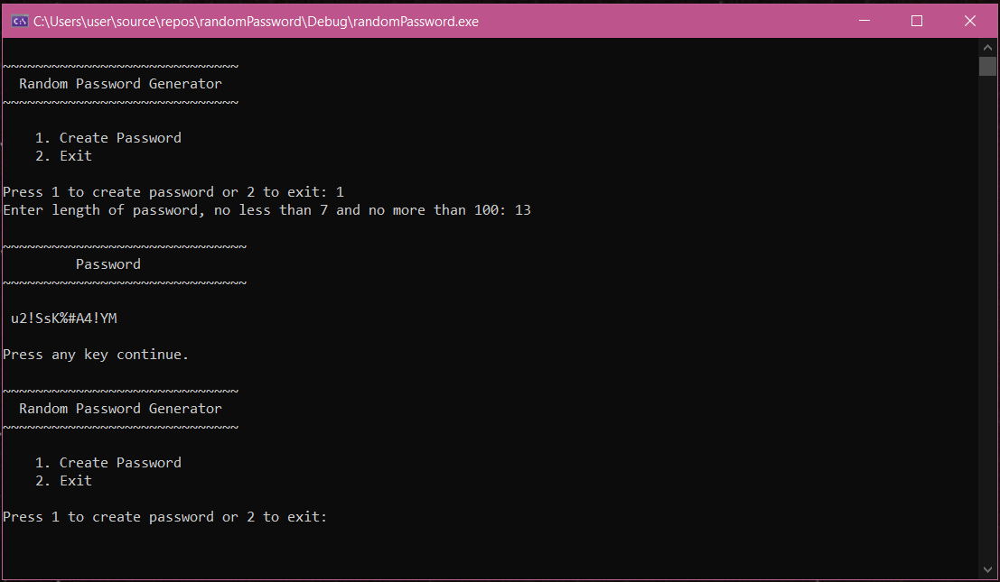 C:\Users\user\source\repos\randomPassword\Debug\randomPassword.exe
~~~~~~~~~~~~~~~~~~~~~~~~~~~~~
Random Password Generator
~~~~~~~~~~~~~~~~~~~~~~~~~~~~~
1. Create Password
2. Exit
Press 1 to create password or 2 to exit: 1
Enter length of password, no less than 7 and no more than 100: 13
~~~~~~~~~~~~~~~~~~~~~~~~~~~~~~
Password
~~~~~~~~~~~~~~~~~~~~~~~~~~~~~~
u2!SsK%#A4!YM
Press any key continue.
~~~~~~~~~~~~~~~~~~~~~~~~~~~~~
Random Password Generator
~~~~~~~~~~~~~~~~~~~~~~~~~~~~~
1. Create Password
2. Exit
Press 1 to create password or 2 to exit: